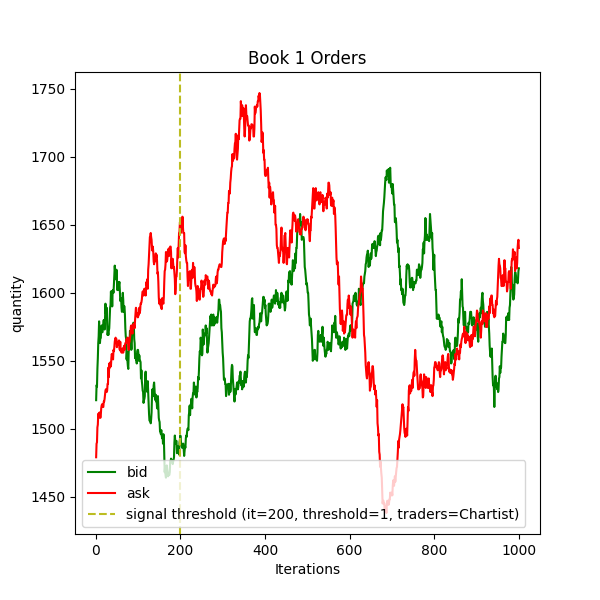 Book 1 Orders
1750
1700
1650
1600
1550
1500
1450
quantity
bid
ask
signal threshold (it=200, threshold=1, traders=Chartist)
0 200 400 600 800 1000
Iterations